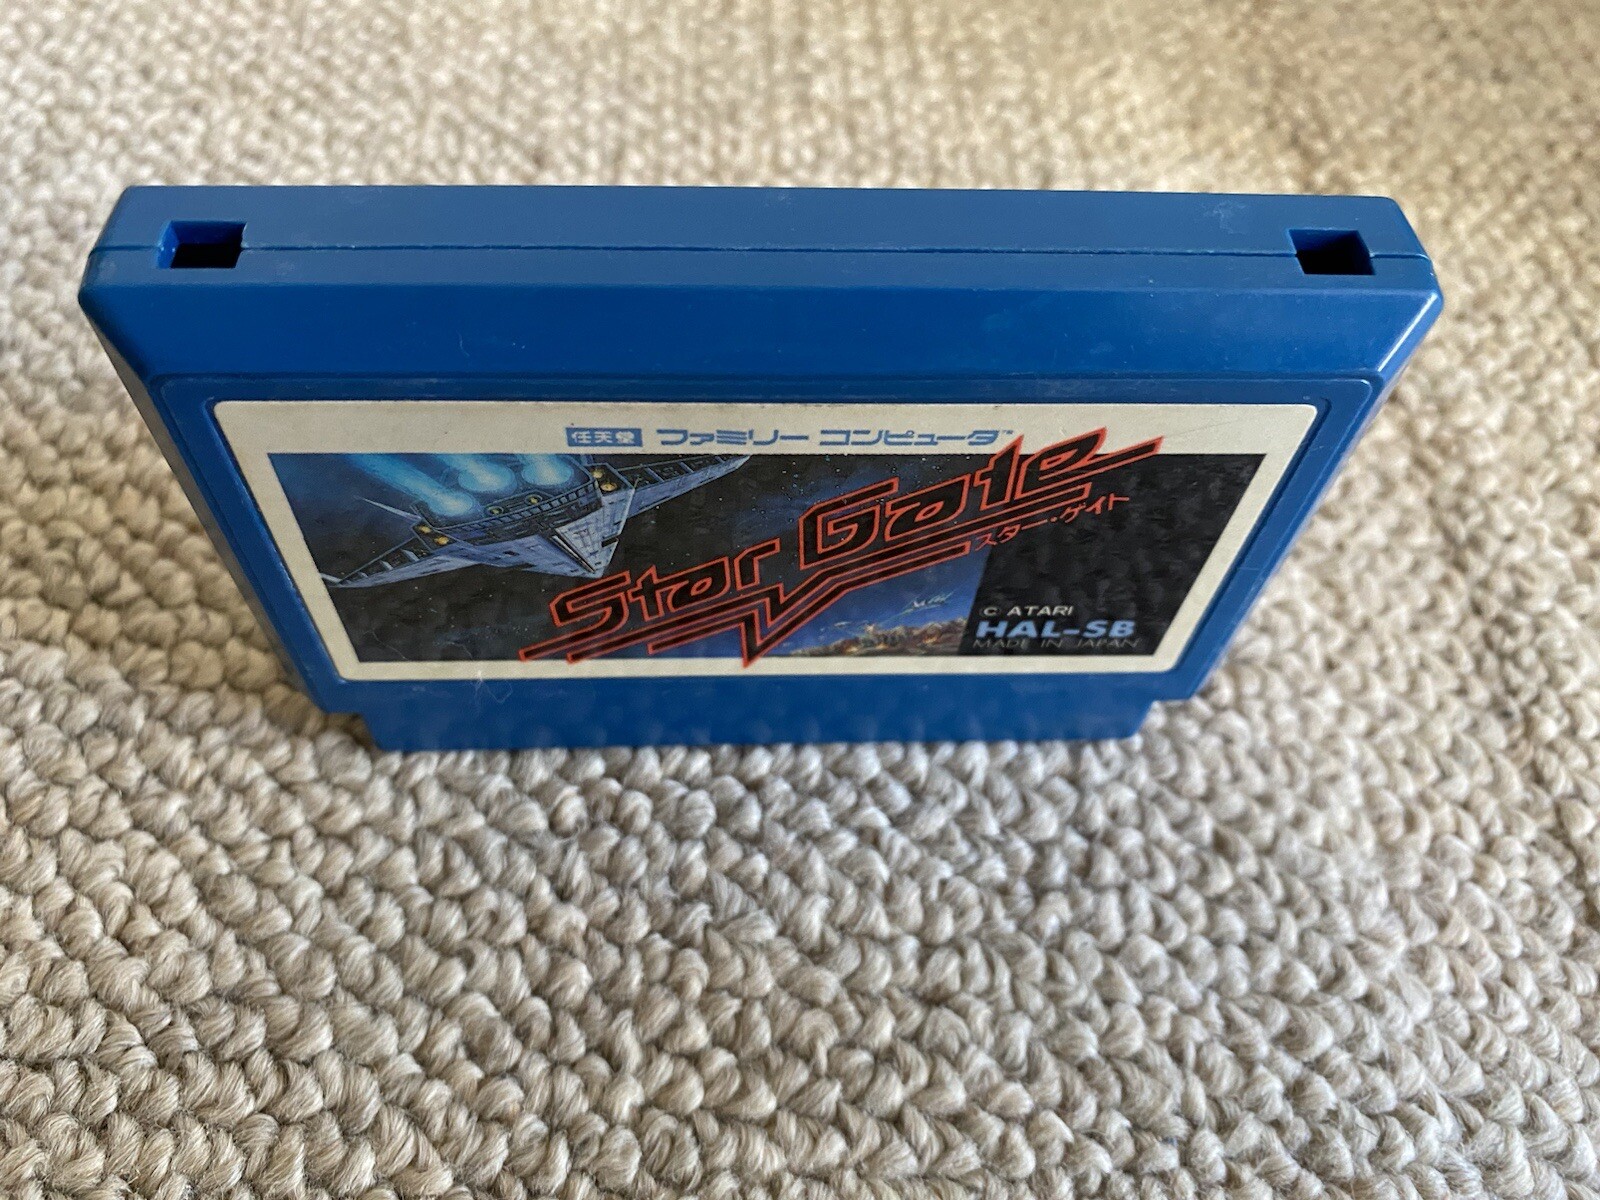 任天堂 ファミリー コンピュータ™
Star Gate
スター・ゲイト
© ATARI
HAL-SB
MADE IN JAPAN